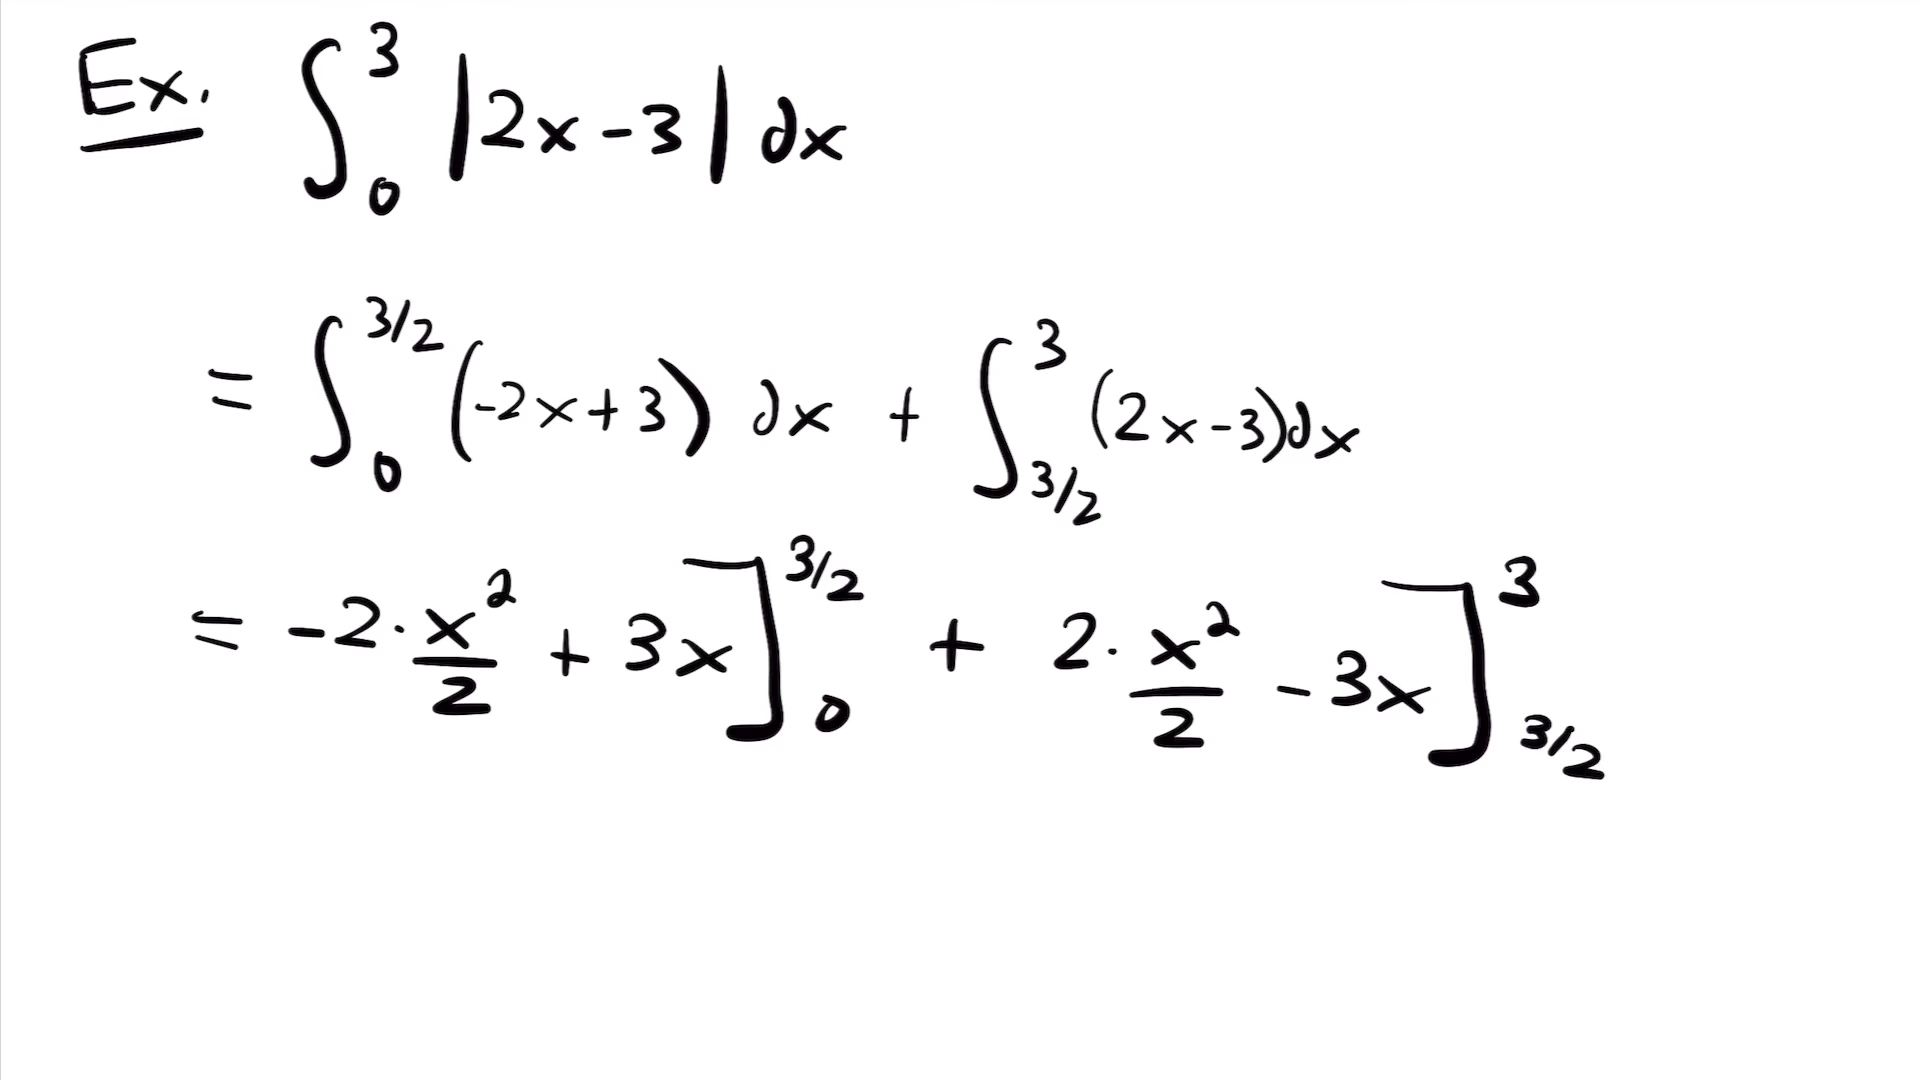 Ex. ∫₀³ |2x-3| dx
= ∫₀^{3/2} (-2x+3) dx + ∫_{3/2}^{3} (2x-3)dx
= -2·x²/2 + 3x]₀^{3/2} + 2·x²/2 - 3x]_{3/2}^{3}